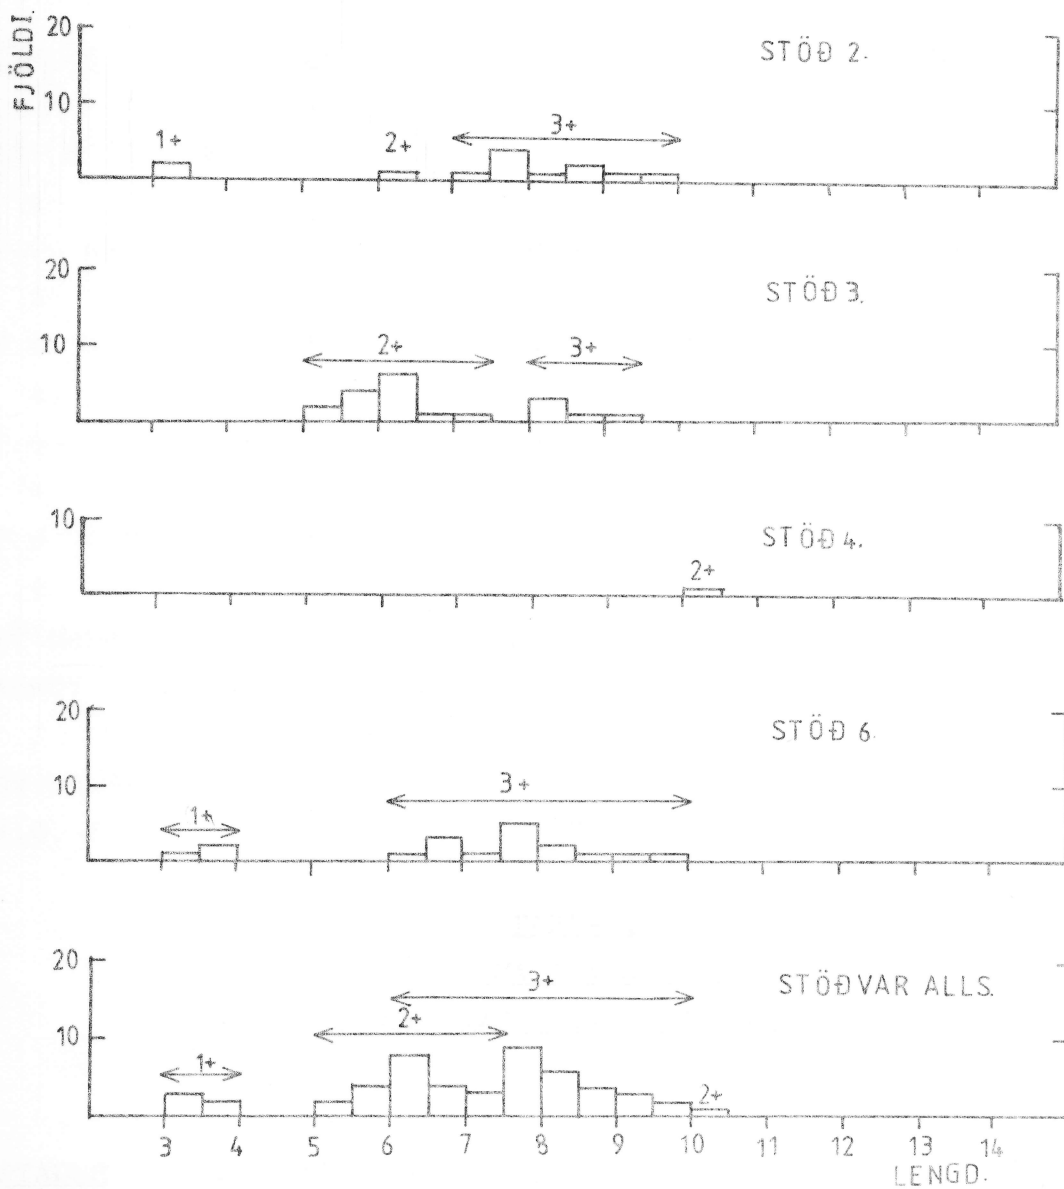 FJÖLDI.
20
10
STÖÐ 2.
1+
2+
3+
20
10
STÖÐ 3.
2+
3+
10
STÖÐ 4.
2+
20
10
STÖÐ 6.
1+
3+
20
10
STÖÐVAR ALLS.
1+
2+
3+
2+
3 4 5 6 7 8 9 10 11 12 13 14
LENGD.